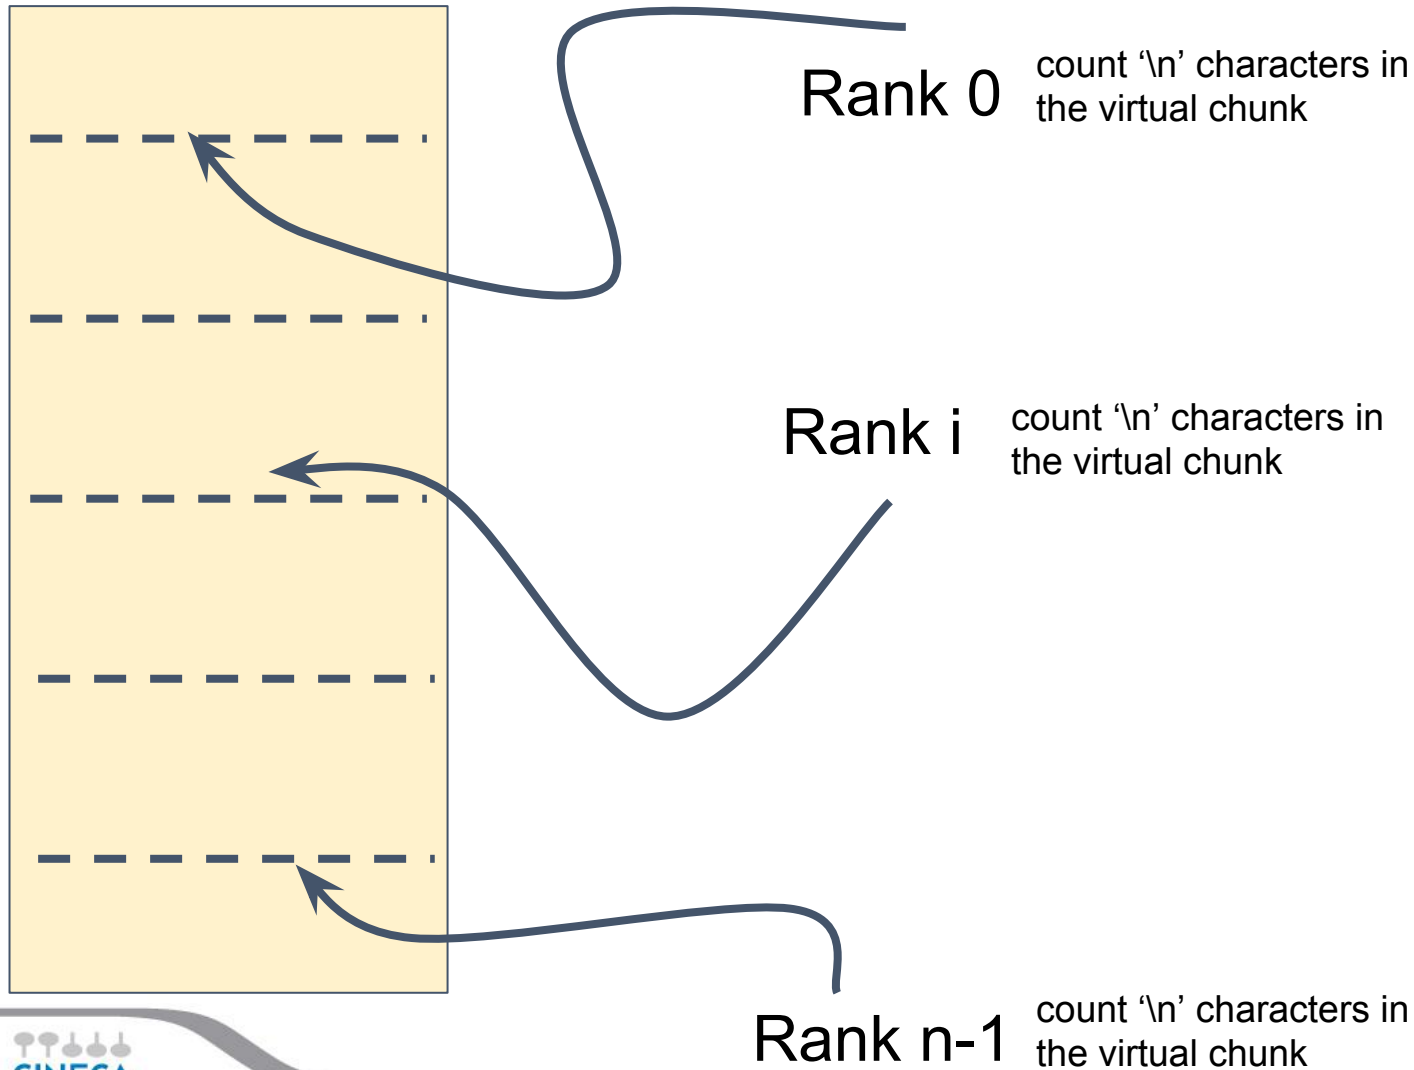 Rank 0
count ‘\n’ characters in
the virtual chunk
Rank i
count ‘\n’ characters in
the virtual chunk
Rank n-1
count ‘\n’ characters in
the virtual chunk
CINECA